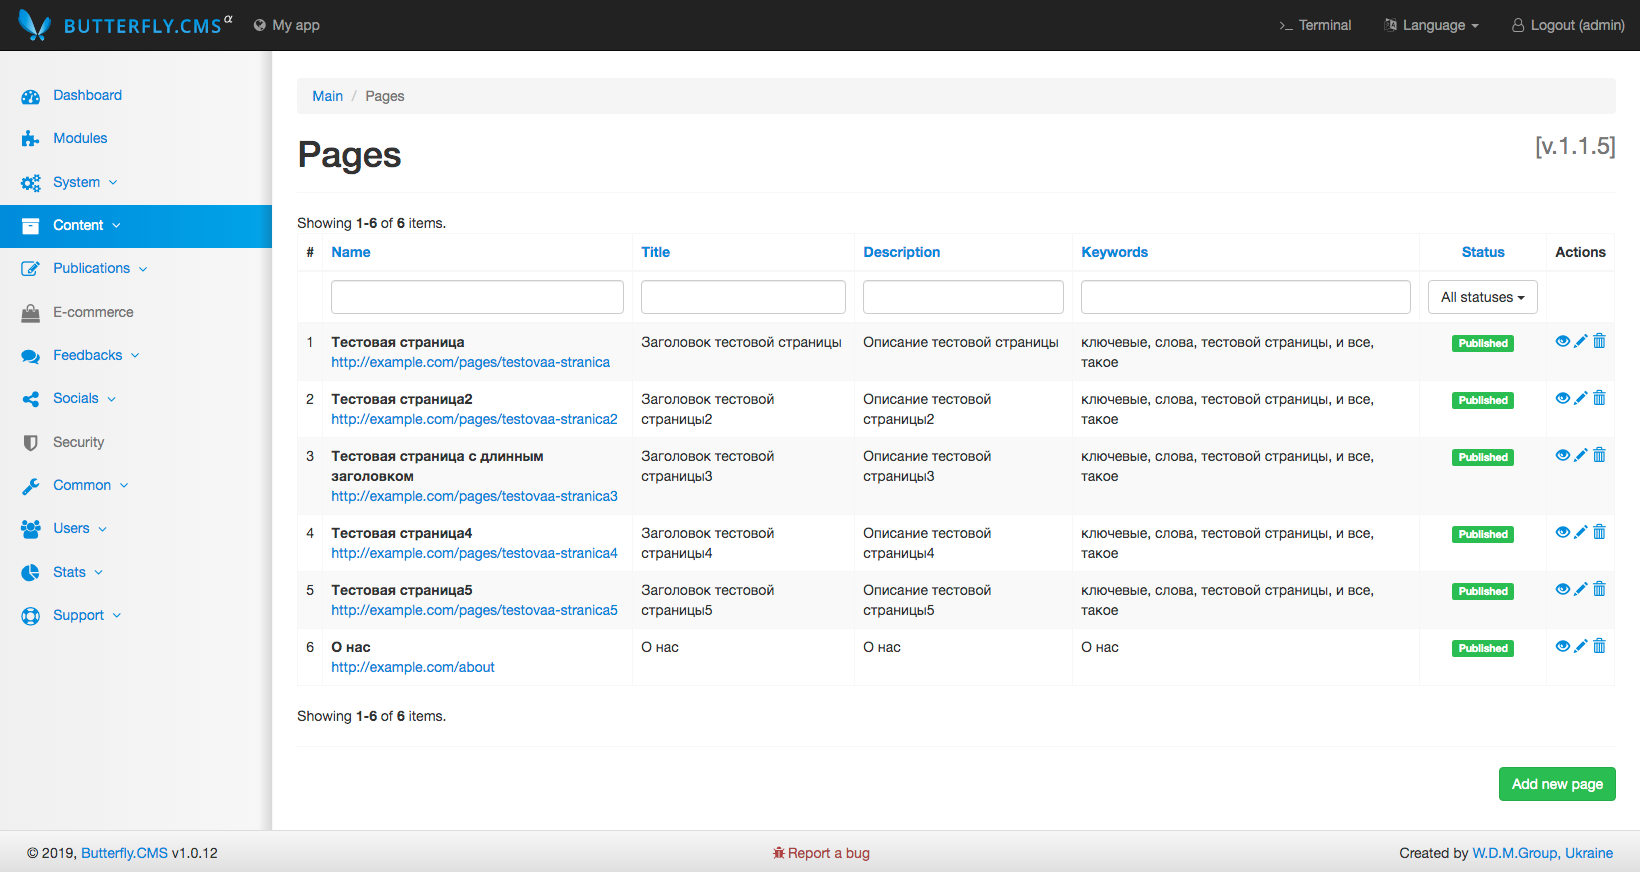 BUTTERFLY.CMS α My app Terminal Language Logout (admin)
Dashboard
Modules
System
Content
Publications
E-commerce
Feedbacks
Socials
Security
Common
Users
Stats
Support
Main / Pages
Pages [v.1.1.5]
Showing 1-6 of 6 items.
# Name Title Description Keywords Status Actions
All statuses
1 Тестовая страница Заголовок тестовой страницы Описание тестовой страницы ключевые, слова, тестовой страницы, и все, Published
http://example.com/pages/testovaa-stranica такое
2 Тестовая страница2 Заголовок тестовой Описание тестовой ключевые, слова, тестовой страницы, и все, Published
http://example.com/pages/testovaa-stranica2 страницы2 страницы2 такое
3 Тестовая страница с длинным Заголовок тестовой Описание тестовой ключевые, слова, тестовой страницы, и все, Published
заголовком страницы3 страницы3 такое
http://example.com/pages/testovaa-stranica3
4 Тестовая страница4 Заголовок тестовой Описание тестовой ключевые, слова, тестовой страницы, и все, Published
http://example.com/pages/testovaa-stranica4 страницы4 страницы4 такое
5 Тестовая страница5 Заголовок тестовой Описание тестовой ключевые, слова, тестовой страницы, и все, Published
http://example.com/pages/testovaa-stranica5 страницы5 страницы5 такое
6 О нас О нас О нас О нас Published
http://example.com/about
Showing 1-6 of 6 items.
Add new page
© 2019, Butterfly.CMS v1.0.12 Report a bug Created by W.D.M.Group, Ukraine